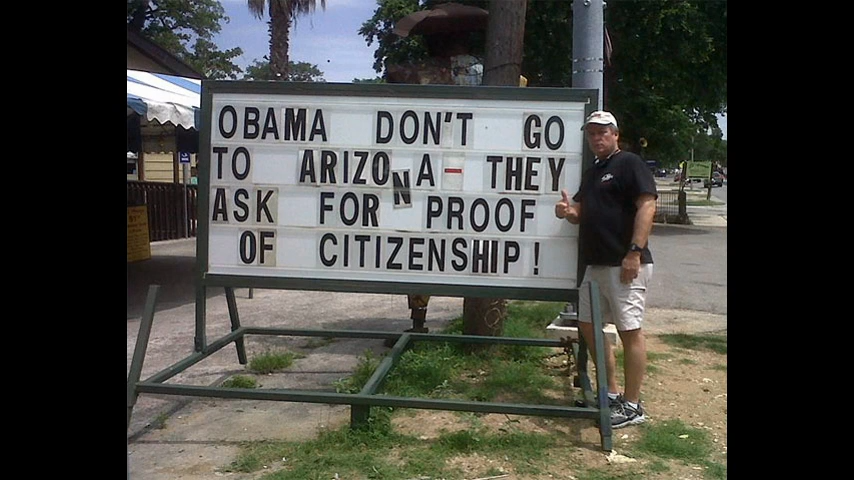 OBAMA DON'T GO
TO ARIZONA - THEY
ASK FOR PROOF
OF CITIZENSHIP!